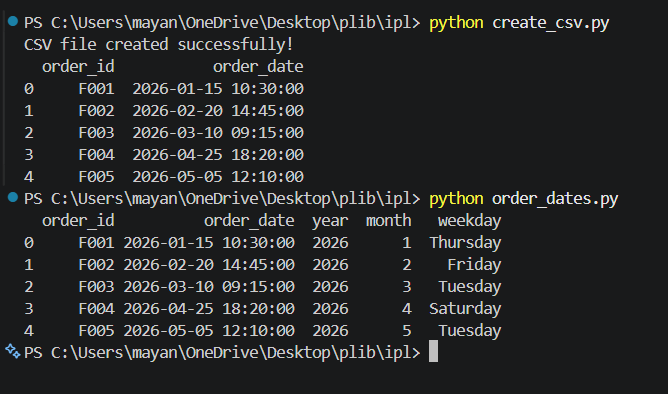 PS C:\Users\mayan\OneDrive\Desktop\plib\ipl> python create_csv.py
CSV file created successfully!
  order_id           order_date
0     F001  2026-01-15 10:30:00
1     F002  2026-02-20 14:45:00
2     F003  2026-03-10 09:15:00
3     F004  2026-04-25 18:20:00
4     F005  2026-05-05 12:10:00
PS C:\Users\mayan\OneDrive\Desktop\plib\ipl> python order_dates.py
  order_id          order_date  year  month   weekday
0     F001 2026-01-15 10:30:00  2026      1  Thursday
1     F002 2026-02-20 14:45:00  2026      2    Friday
2     F003 2026-03-10 09:15:00  2026      3   Tuesday
3     F004 2026-04-25 18:20:00  2026      4  Saturday
4     F005 2026-05-05 12:10:00  2026      5   Tuesday
PS C:\Users\mayan\OneDrive\Desktop\plib\ipl>